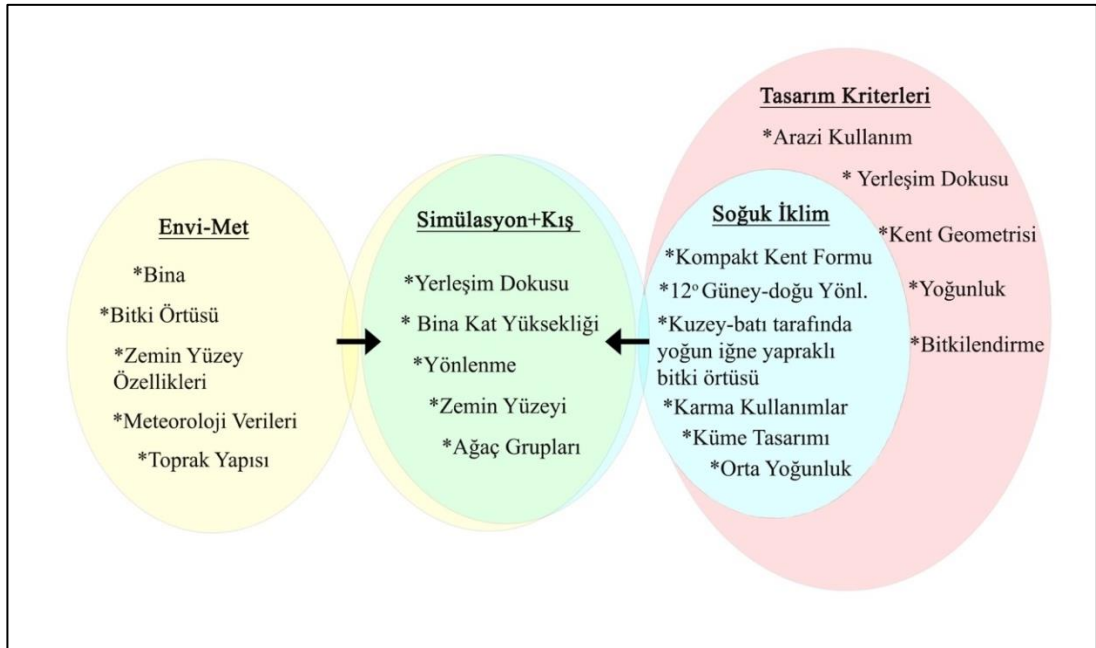 Envi-Met
*Bina
*Bitki Örtüsü
*Zemin Yüzey
Özellikleri
*Meteoroloji Verileri
*Toprak Yapısı
Simülasyon+Kış
*Yerleşim Dokusu
* Bina Kat Yüksekliği
*Yönlenme
*Zemin Yüzeyi
*Ağaç Grupları
Soğuk İklim
*Kompakt Kent Formu
*12° Güney-doğu Yönl.
*Kuzey-batı tarafında
yoğun iğne yapraklı
bitki örtüsü
*Karma Kullanımlar
*Küme Tasarımı
*Orta Yoğunluk
Tasarım Kriterleri
*Arazi Kullanım
* Yerleşim Dokusu
*Kent Geometrisi
*Yoğunluk
*Bitkilendirme